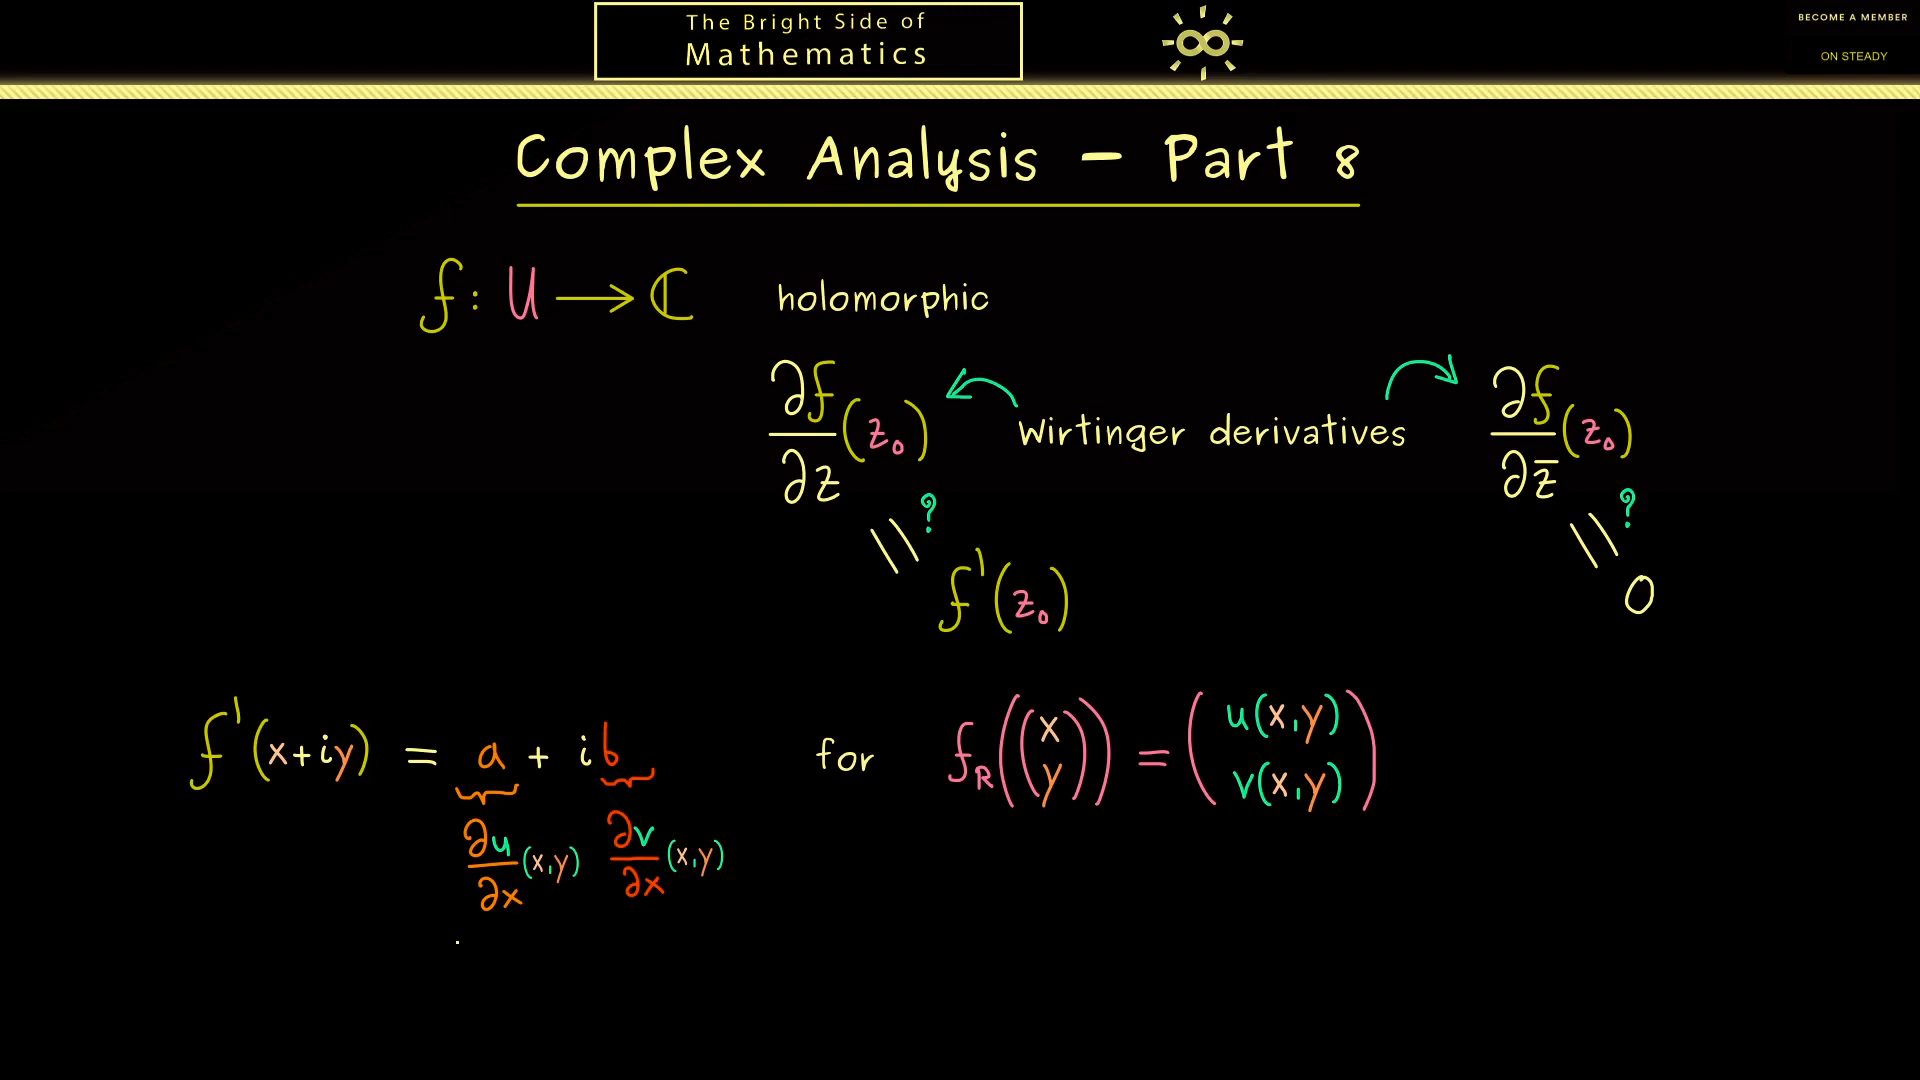 The Bright Side of
Mathematics
BECOME A MEMBER
ON STEADY
Complex Analysis – Part 8
f: U ⟶ ℂ holomorphic
∂f/∂z (z₀) Wirtinger derivatives ∂f/∂z̄ (z₀)
= ? = ?
f'(z₀) 0
f'(x+iy) = a + i b for f_R((x y)) = (u(x,y) v(x,y))
∂u/∂x (x,y) ∂v/∂x (x,y)